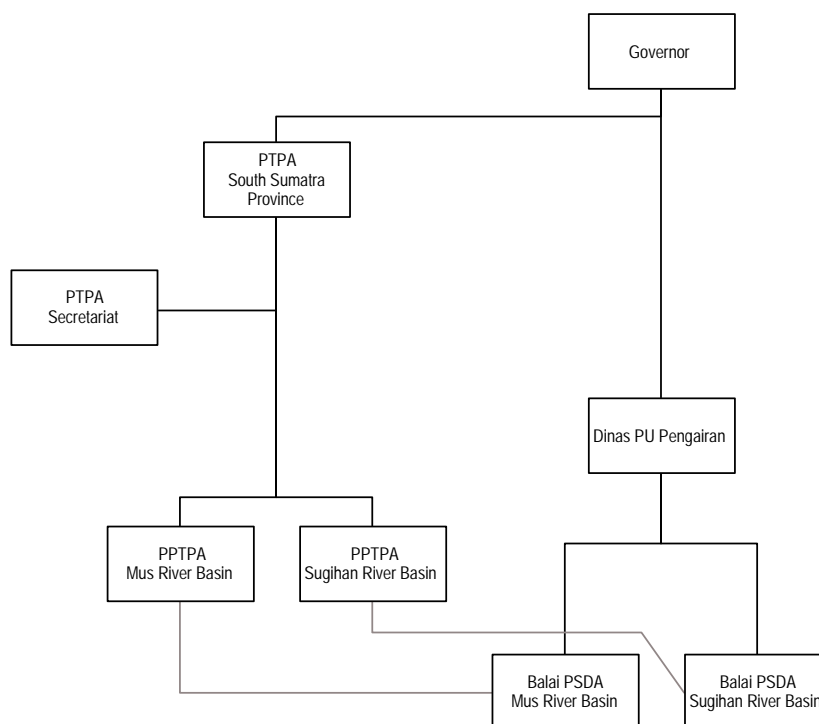 Governor
PTPA
South Sumatra
Province
PTPA
Secretariat
Dinas PU Pengairan
PPTPA
Mus River Basin
PPTPA
Sugihan River Basin
Balai PSDA
Mus River Basin
Balai PSDA
Sugihan River Basin